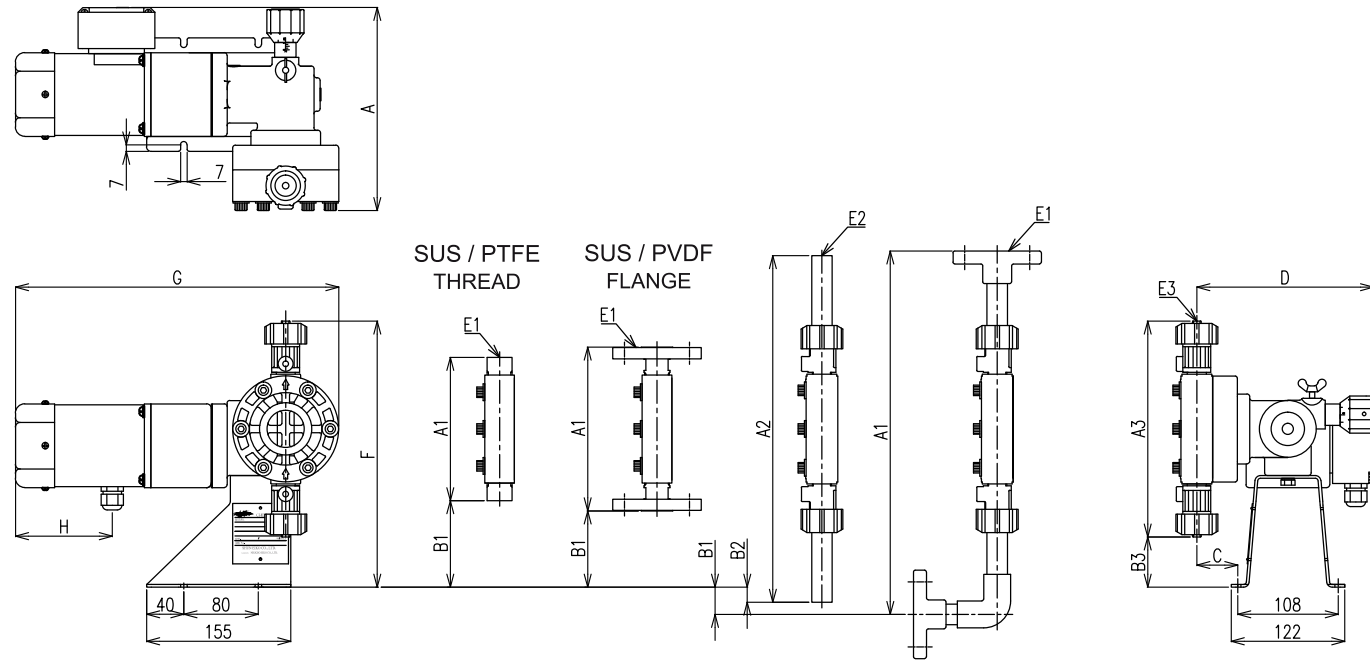 A
7
7
G
F
H
40
80
155
SUS / PTFE
THREAD
E1
A1
B1
SUS / PVDF
FLANGE
E1
A1
B1
E2
A2
B2
E1
A1
B1
E3
D
A3
B3
C
108
122